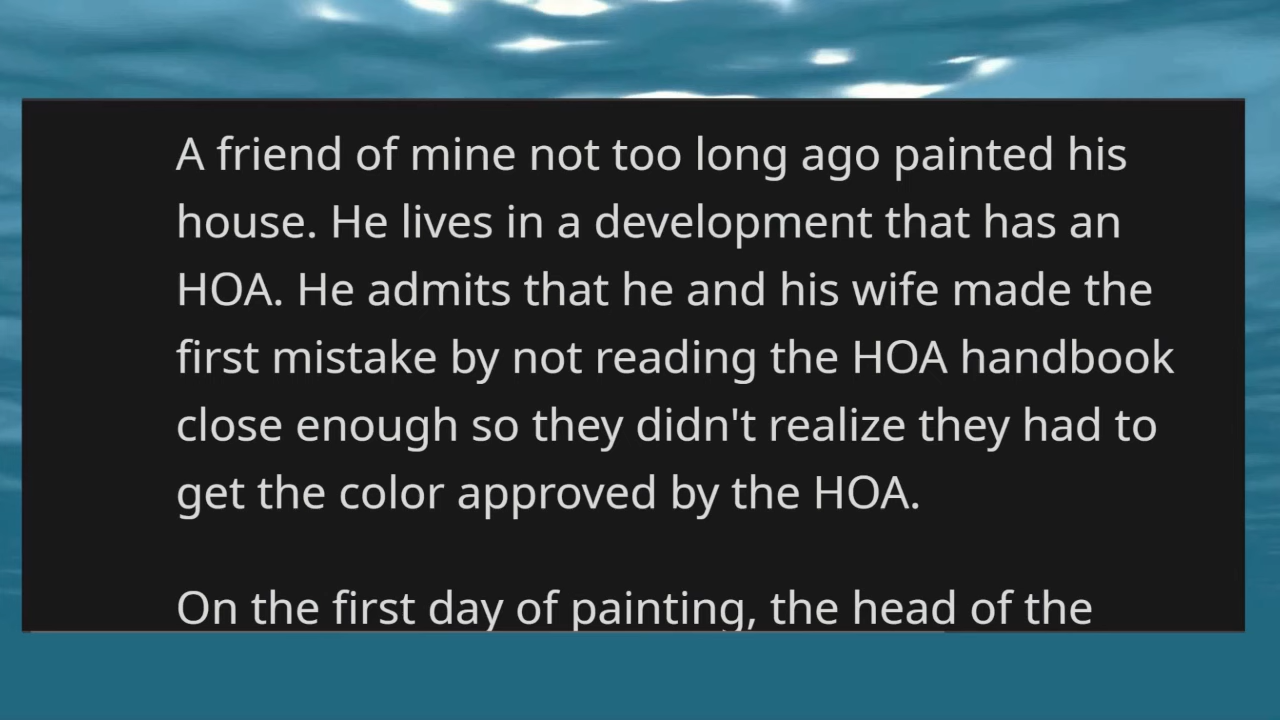 A friend of mine not too long ago painted his
house. He lives in a development that has an
HOA. He admits that he and his wife made the
first mistake by not reading the HOA handbook
close enough so they didn't realize they had to
get the color approved by the HOA.
On the first day of painting, the head of the